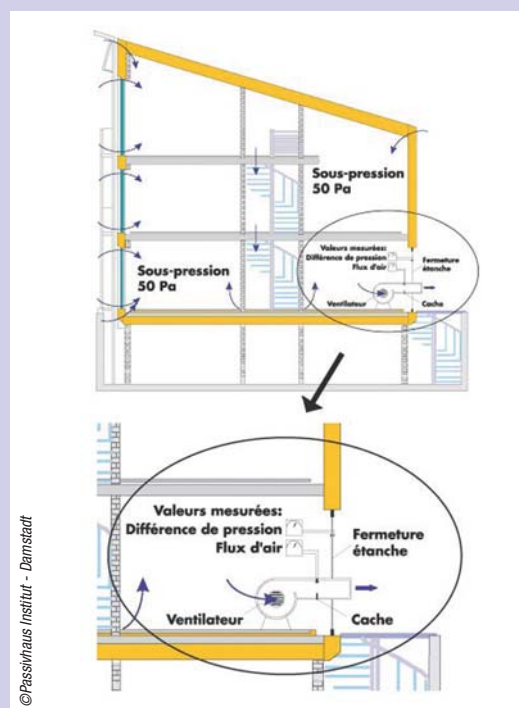 Sous-pression
50 Pa
Valeurs mesurées:
Différence de pression
Flux d'air
Fermeture
étanche
Sous-pression
50 Pa
Ventilateur
Cache
Valeurs mesurées:
Différence de pression
Flux d'air
Fermeture
étanche
Ventilateur
Cache
©Passivhaus Institut - Damstadt